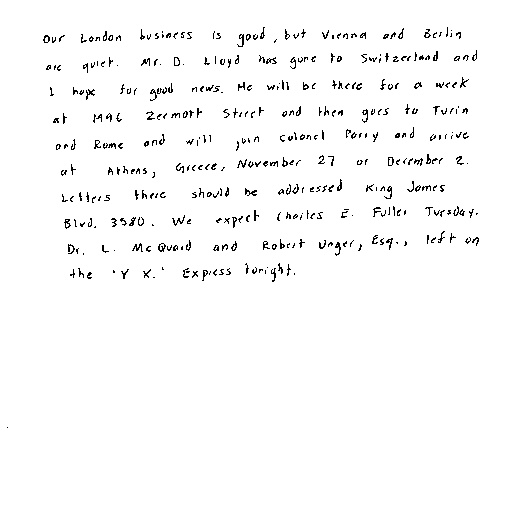 Our London business is good, but Vienna and Berlin
are quiet. Mr. D. Lloyd has gone to Switzerland and
I hope for good news. He will be there for a week
at 1496 Zermott Street and then goes to Turin
and Rome and will join Colonel Parry and arrive
at Athens, Greece, November 27 or December 2.
Letters there should be addressed King James
Blvd. 3580. We expect Charles E. Fuller Tuesday.
Dr. L. McQuaid and Robert Unger, Esq., left on
the 'Y X.' Express tonight.